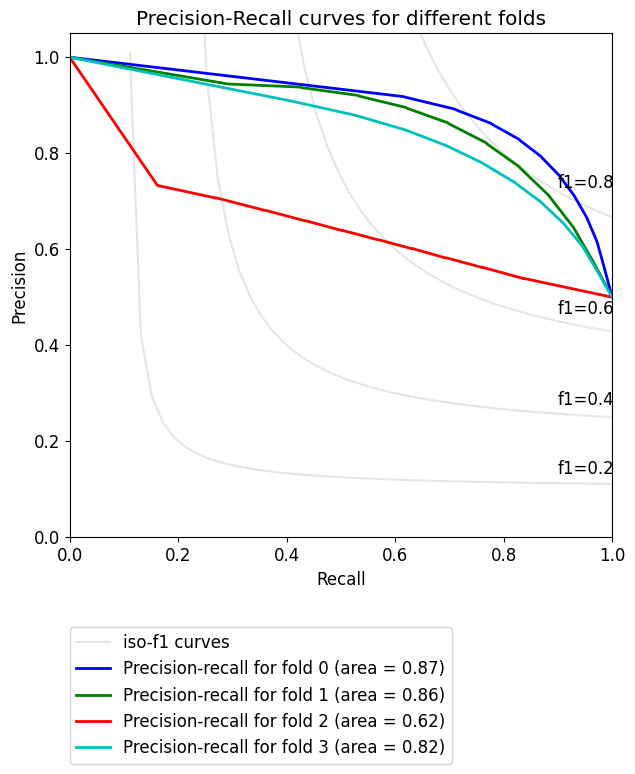 Precision-Recall curves for different folds
1.0
0.8
0.6
0.4
0.2
0.0
Precision
f1=0.8
f1=0.6
f1=0.4
f1=0.2
0.0 0.2 0.4 0.6 0.8 1.0
Recall
iso-f1 curves
Precision-recall for fold 0 (area = 0.87)
Precision-recall for fold 1 (area = 0.86)
Precision-recall for fold 2 (area = 0.62)
Precision-recall for fold 3 (area = 0.82)